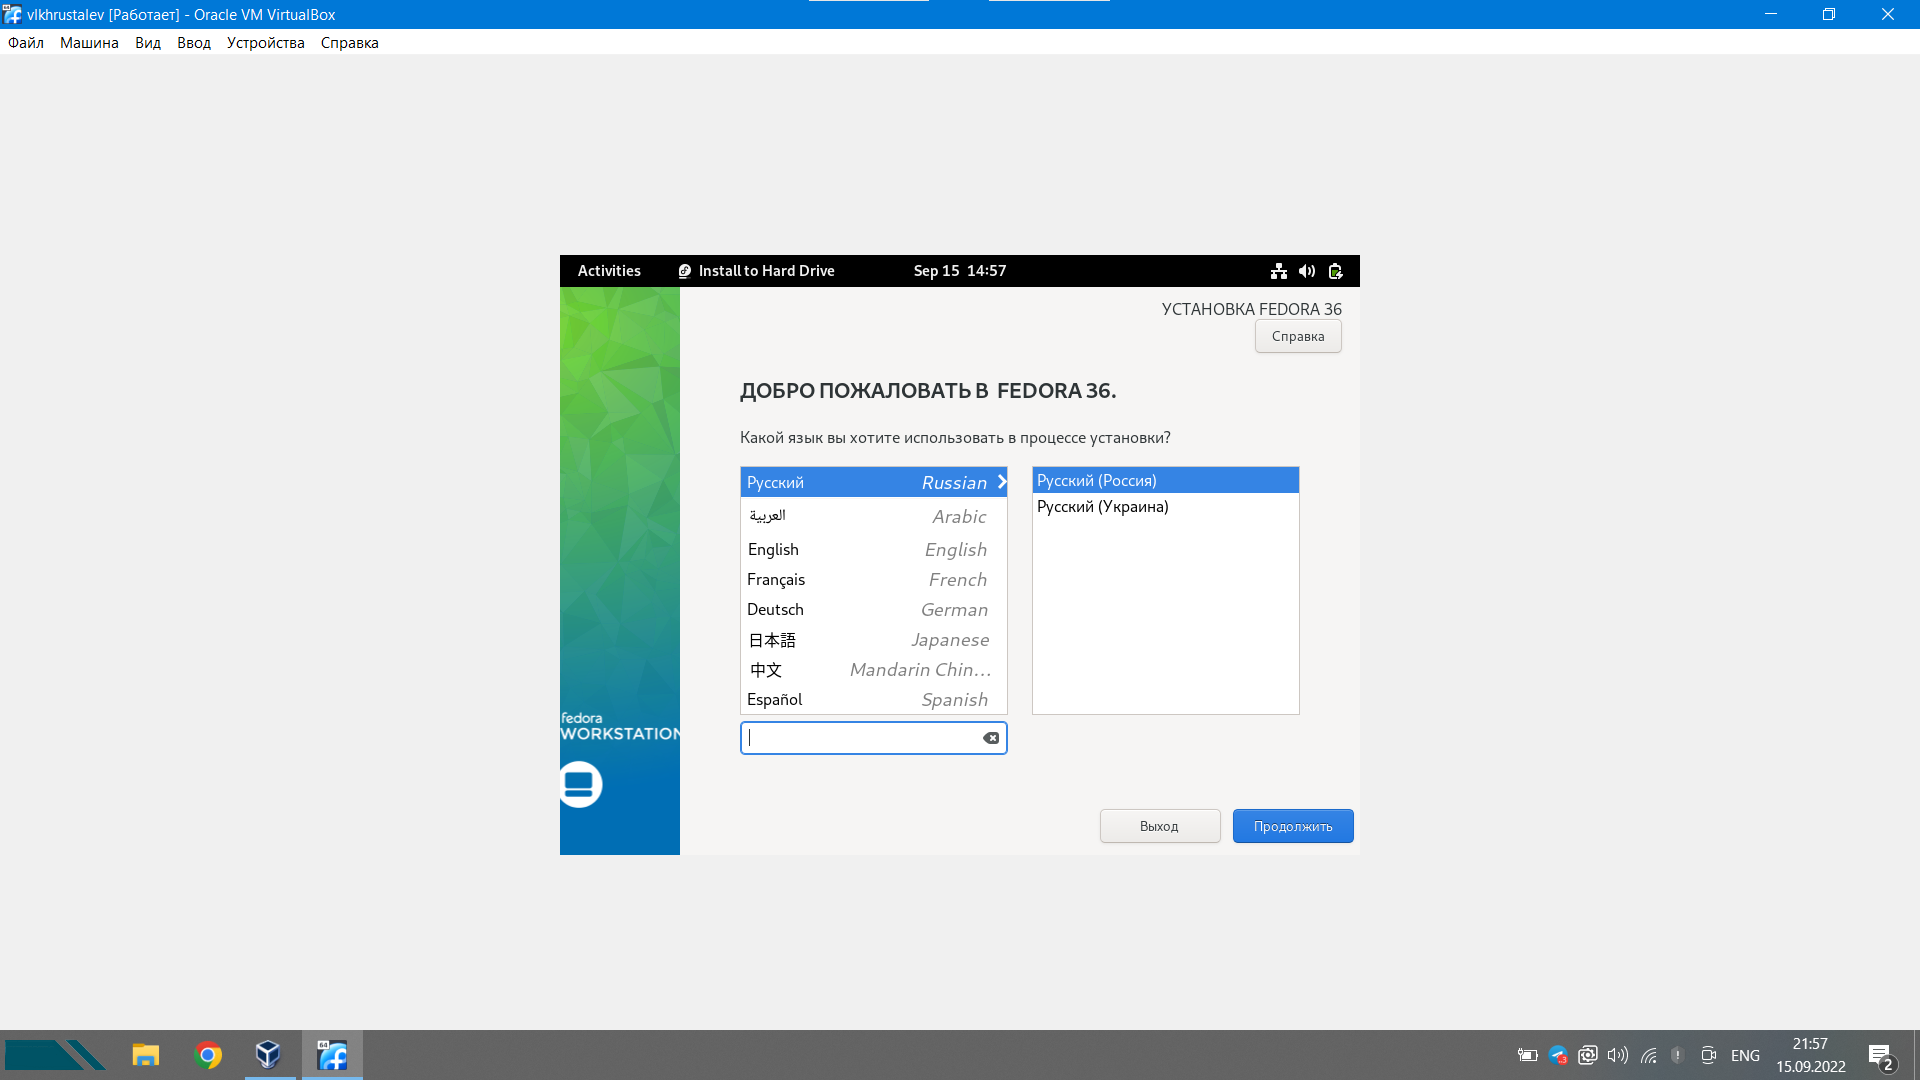 vlkhrustalev [Работает] - Oracle VM VirtualBox
Файл Машина Вид Ввод Устройства Справка
Activities Install to Hard Drive Sep 15 14:57
УСТАНОВКА FEDORA 36
Справка
ДОБРО ПОЖАЛОВАТЬ В FEDORA 36.
Какой язык вы хотите использовать в процессе установки?
Русский Russian
العربية Arabic
English English
Français French
Deutsch German
日本語 Japanese
中文 Mandarin Chin...
Español Spanish
Русский (Россия)
Русский (Украина)
fedora
WORKSTATION
Выход Продолжить
64
3
ENG
21:57
15.09.2022
2